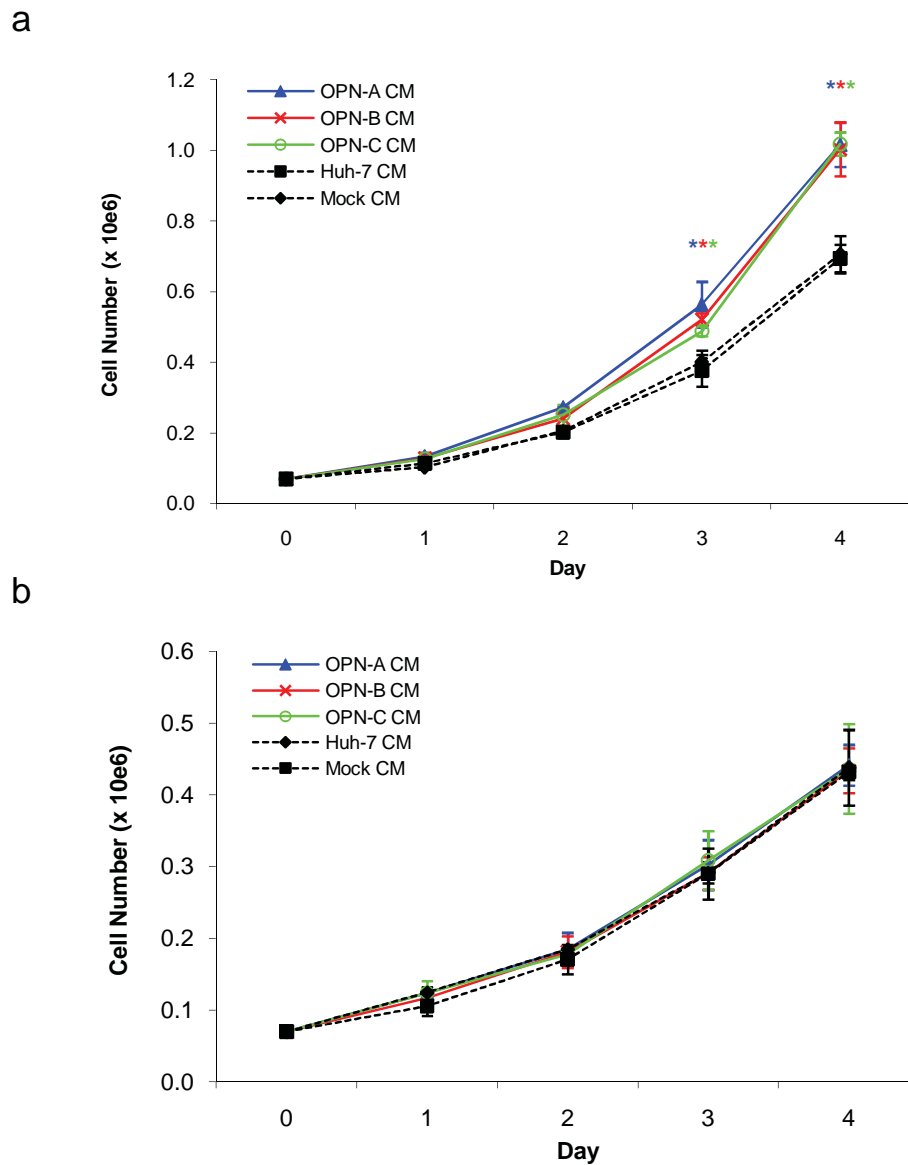 a
1.2
1.0
0.8
0.6
0.4
0.2
0.0
Cell Number (x 10e6)
OPN-A CM
OPN-B CM
OPN-C CM
Huh-7 CM
Mock CM
***
***
0 1 2 3 4
Day
b
0.6
0.5
0.4
0.3
0.2
0.1
0.0
Cell Number (x 10e6)
OPN-A CM
OPN-B CM
OPN-C CM
Huh-7 CM
Mock CM
0 1 2 3 4
Day